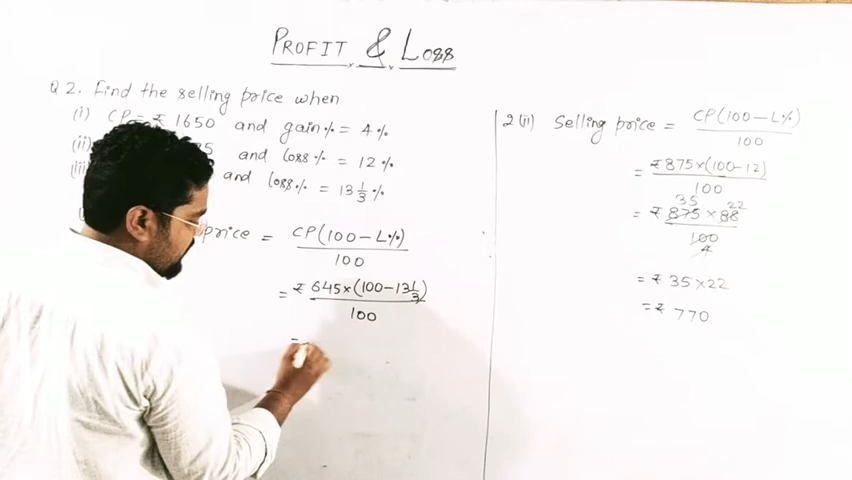 PROFIT & LOSS
Q 2. Find the selling price when
(i) CP = ₹ 1650 and gain% = 4%
(ii) and loss% = 12%
(iii) and loss% = 13 1/3 %
price = CP(100 - L%)
100
= ₹ 645×(100-13 1/3)
100
=
2(ii) Selling price = CP(100-L%)
100
= ₹ 875×(100-12)
100
35 22
= ₹ 875 × 88
100
4
= ₹ 35×22
= ₹ 770